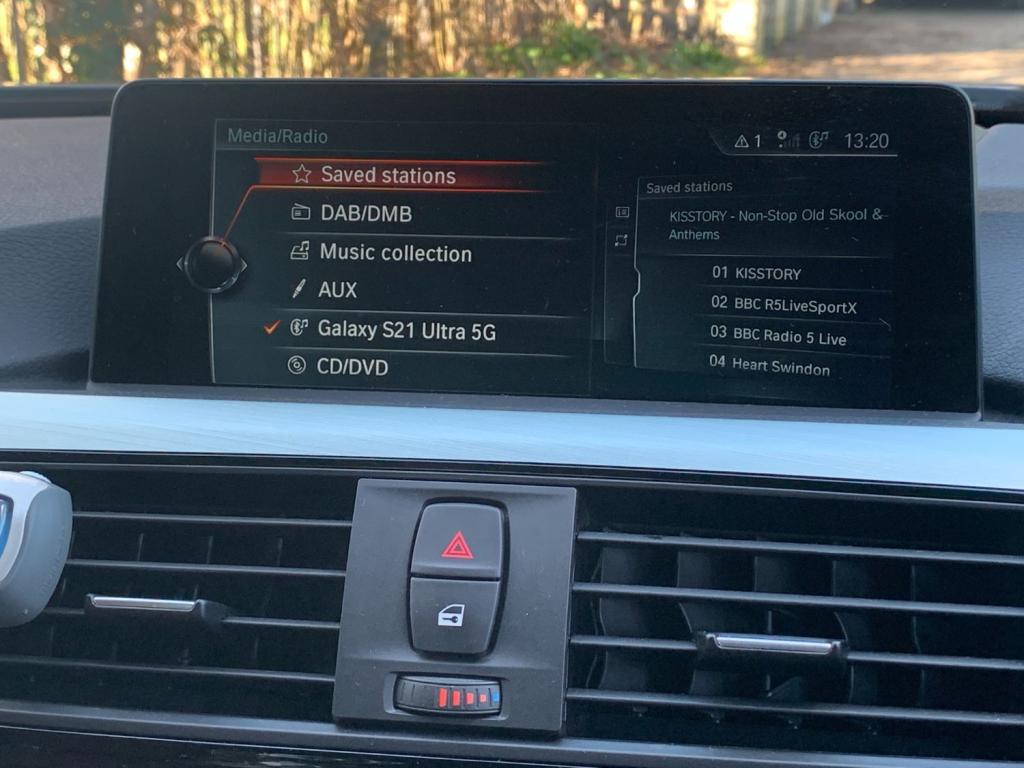 Media/Radio
1 13:20
Saved stations
DAB/DMB
Music collection
AUX
Galaxy S21 Ultra 5G
CD/DVD
Saved stations
KISSTORY - Non-Stop Old Skool &
Anthems
01 KISSTORY
02 BBC R5LiveSportX
03 BBC Radio 5 Live
04 Heart Swindon